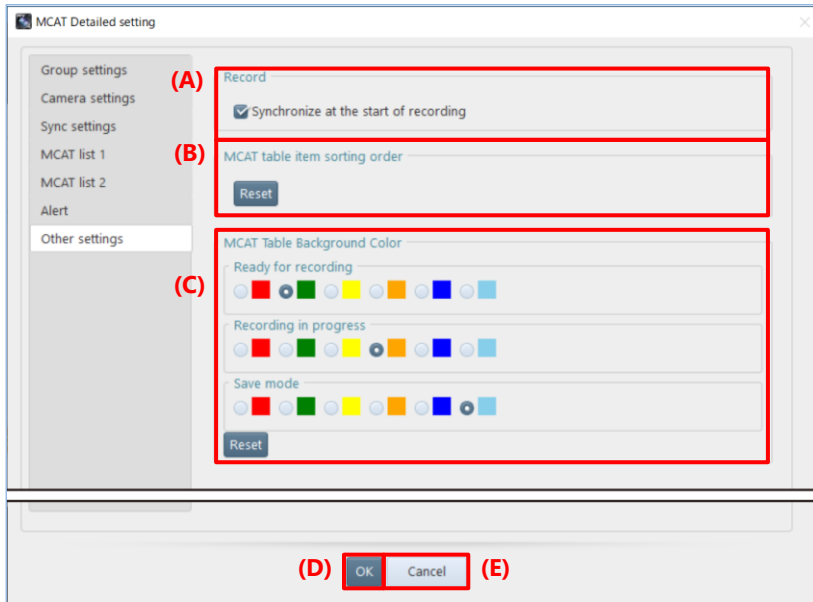 MCAT Detailed setting
Group settings
Camera settings
Sync settings
MCAT list 1
MCAT list 2
Alert
Other settings
(A)
Record
Synchronize at the start of recording
(B)
MCAT table item sorting order
Reset
(C)
MCAT Table Background Color
Ready for recording
Recording in progress
Save mode
Reset
(D)
OK
Cancel
(E)